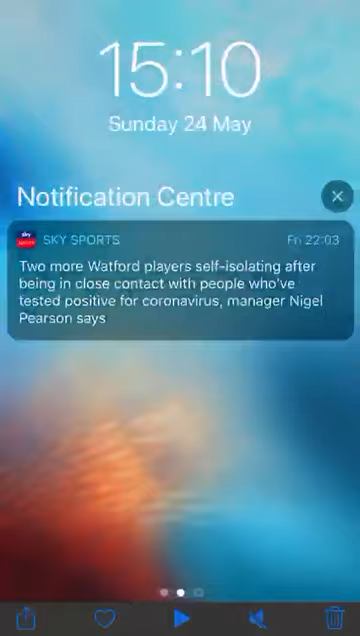 15:10
Sunday 24 May
Notification Centre
sky
SKY SPORTS
Fri 22:03
Two more Watford players self-isolating after
being in close contact with people who've
tested positive for coronavirus, manager Nigel
Pearson says